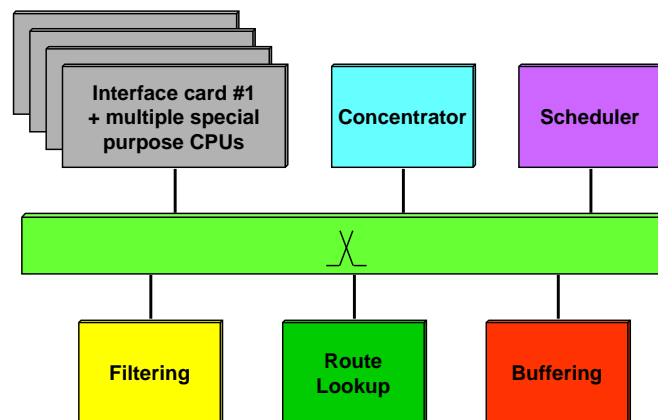 Interface card #1
+ multiple special
purpose CPUs
Concentrator
Scheduler
Filtering
Route
Lookup
Buffering